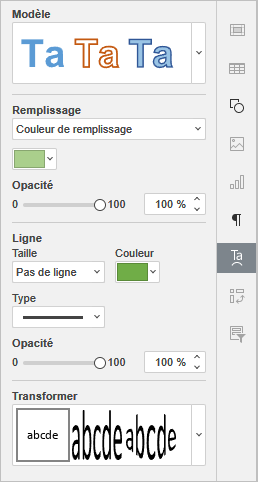 Modèle
Ta Ta Ta
Remplissage
Couleur de remplissage
Opacité
0 100 100 %
Ligne
Taille Couleur
Pas de ligne
Type
Opacité
0 100 100 %
Transformer
abcde abcde abcde
¶
Ta